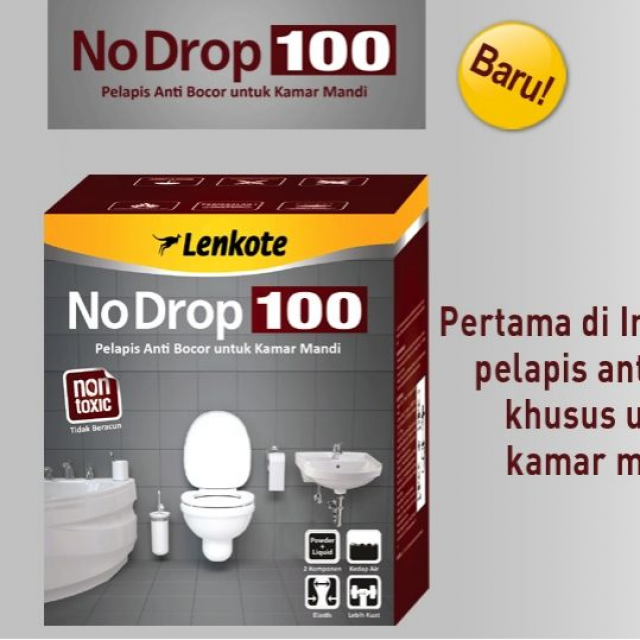 No Drop 100
Pelapis Anti Bocor untuk Kamar Mandi
Baru!
Lenkote
No Drop 100
Pelapis Anti Bocor untuk Kamar Mandi
non
toxic
Tidak Beracun
Pertama di
pelapis
khusus
kamar
Powder
+
Liquid
2 Komponen
Kedap Air
Elastis
Lebih Kuat